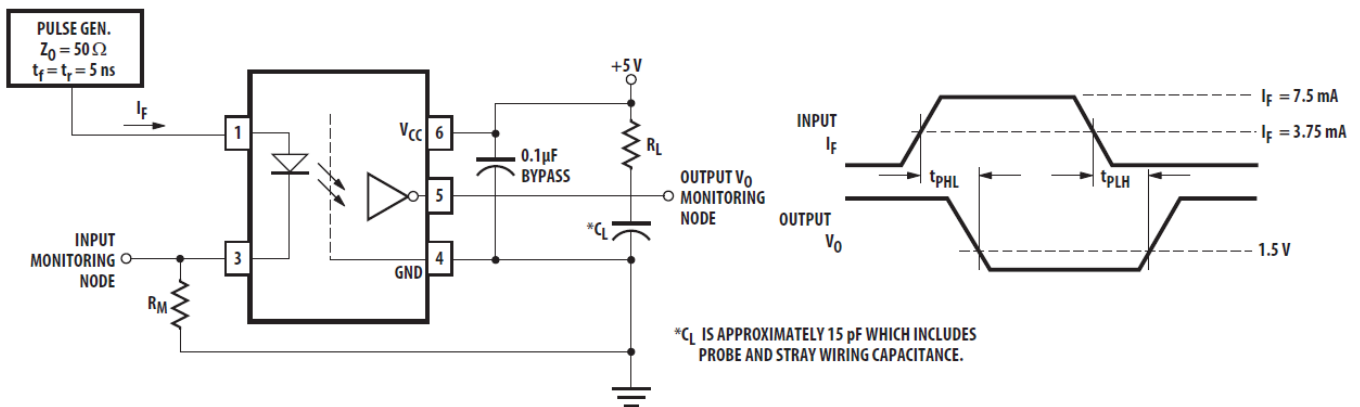 PULSE GEN.
Z0 = 50 Ω
tf = tr = 5 ns
IF
1
3
VCC
6
5
4
GND
0.1µF
BYPASS
+5 V
RL
*CL
OUTPUT VO
MONITORING
NODE
INPUT
MONITORING
NODE
RM
*CL IS APPROXIMATELY 15 pF WHICH INCLUDES
PROBE AND STRAY WIRING CAPACITANCE.
INPUT
IF
IF = 7.5 mA
IF = 3.75 mA
tPHL
tPLH
OUTPUT
VO
1.5 V